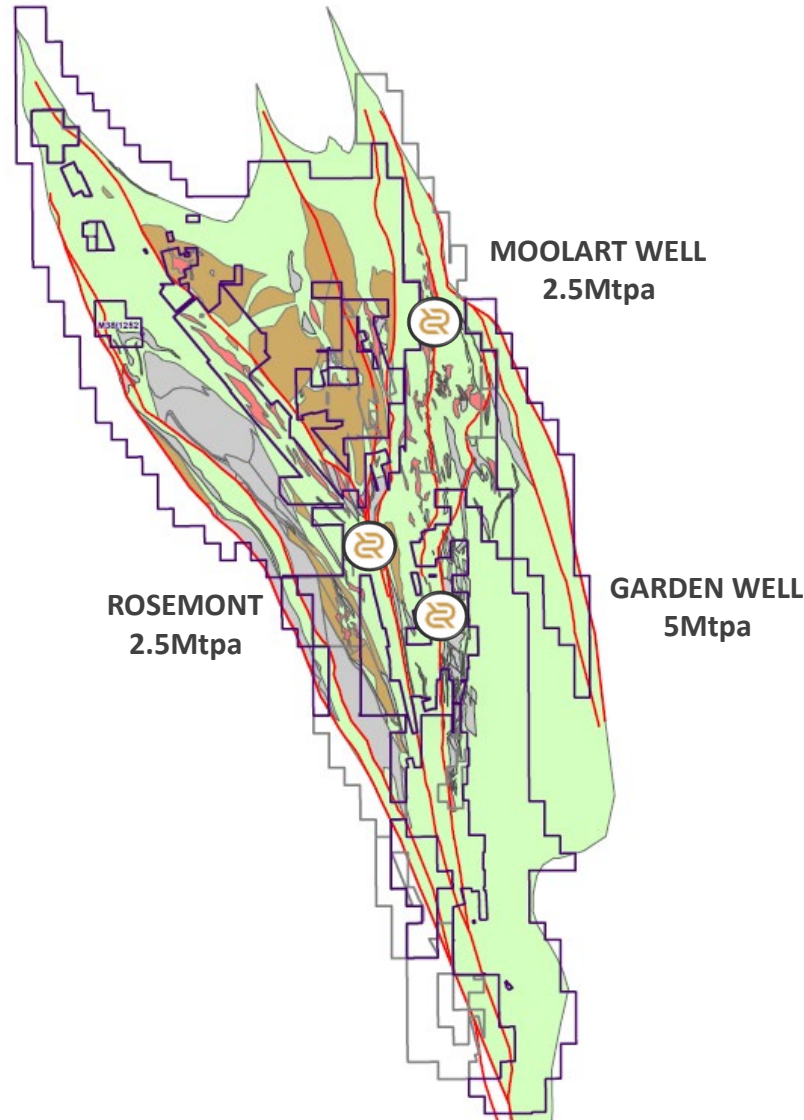 MOOLART WELL
2.5Mtpa
M38/1252
GARDEN WELL
5Mtpa
ROSEMONT
2.5Mtpa